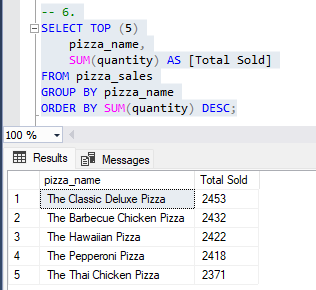 -- 6.
SELECT TOP (5)
pizza_name,
SUM(quantity) AS [Total Sold]
FROM pizza_sales
GROUP BY pizza_name
ORDER BY SUM(quantity) DESC;
100 %
Results Messages
pizza_name Total Sold
1 The Classic Deluxe Pizza 2453
2 The Barbecue Chicken Pizza 2432
3 The Hawaiian Pizza 2422
4 The Pepperoni Pizza 2418
5 The Thai Chicken Pizza 2371